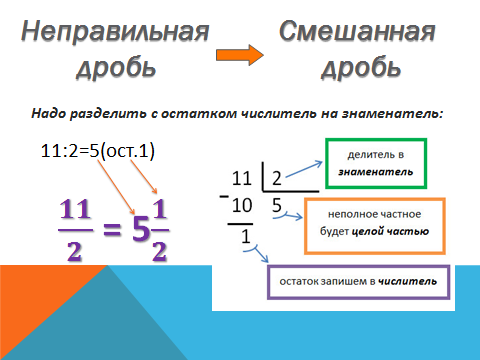 Неправильная дробь
Смешанная дробь
Надо разделить с остатком числитель на знаменатель:
11:2=5(ост.1)
11/2 = 5 1/2
11 2
- 10 5
1
делитель в
знаменатель
неполное частное
будет целой частью
остаток запишем в числитель